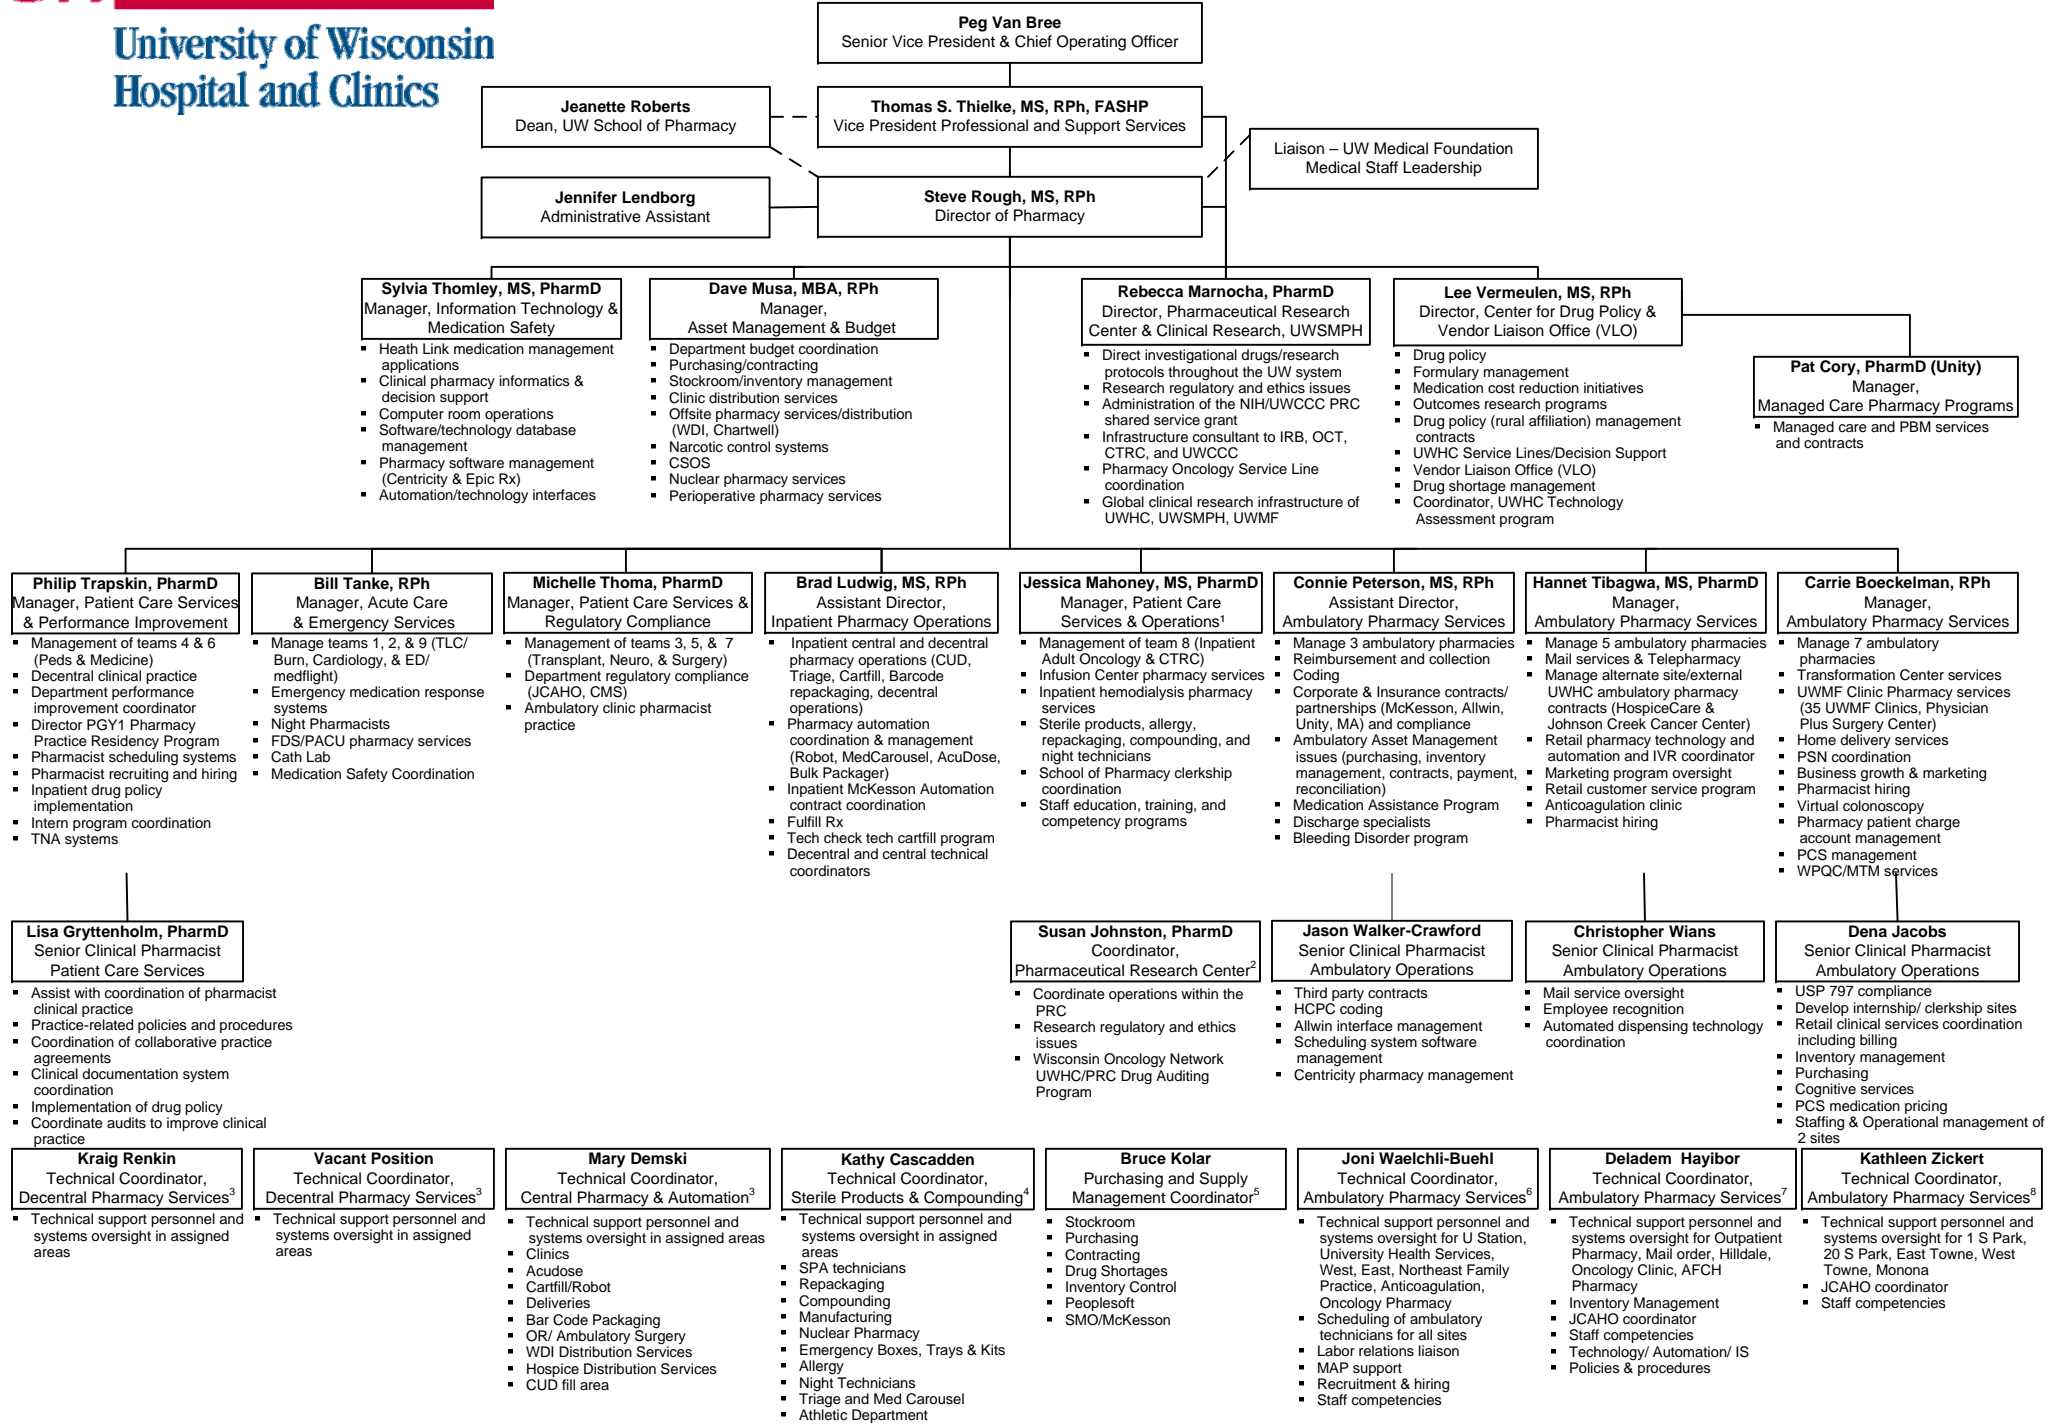 University of Wisconsin
Hospital and Clinics
Peg Van Bree
Senior Vice President & Chief Operating Officer
Jeanette Roberts
Dean, UW School of Pharmacy
Thomas S. Thielke, MS, RPh, FASHP
Vice President Professional and Support Services
Liaison – UW Medical Foundation
Medical Staff Leadership
Jennifer Lendborg
Administrative Assistant
Steve Rough, MS, RPh
Director of Pharmacy
Sylvia Thomley, MS, PharmD
Manager, Information Technology &
Medication Safety
▪ Heath Link medication management
applications
▪ Clinical pharmacy informatics &
decision support
▪ Computer room operations
▪ Software/technology database
management
▪ Pharmacy software management
(Centricity & Epic Rx)
▪ Automation/technology interfaces
Dave Musa, MBA, RPh
Manager,
Asset Management & Budget
▪ Department budget coordination
▪ Purchasing/contracting
▪ Stockroom/inventory management
▪ Clinic distribution services
▪ Offsite pharmacy services/distribution
(WDI, Chartwell)
▪ Narcotic control systems
▪ CSOS
▪ Nuclear pharmacy services
▪ Perioperative pharmacy services
Rebecca Marnocha, PharmD
Director, Pharmaceutical Research
Center & Clinical Research, UWSMPH
▪ Direct investigational drugs/research
protocols throughout the UW system
▪ Research regulatory and ethics issues
▪ Administration of the NIH/UWCCC PRC
shared service grant
▪ Infrastructure consultant to IRB, OCT,
CTRC, and UWCCC
▪ Pharmacy Oncology Service Line
coordination
▪ Global clinical research infrastructure of
UWHC, UWSMPH, UWMF
Lee Vermeulen, MS, RPh
Director, Center for Drug Policy &
Vendor Liaison Office (VLO)
▪ Drug policy
▪ Formulary management
▪ Medication cost reduction initiatives
▪ Outcomes research programs
▪ Drug policy (rural affiliation) management
contracts
▪ UWHC Service Lines/Decision Support
▪ Vendor Liaison Office (VLO)
▪ Drug shortage management
▪ Coordinator, UWHC Technology
Assessment program
Pat Cory, PharmD (Unity)
Manager,
Managed Care Pharmacy Programs
▪ Managed care and PBM services
and contracts
Philip Trapskin, PharmD
Manager, Patient Care Services
& Performance Improvement
▪ Management of teams 4 & 6
(Peds & Medicine)
▪ Decentral clinical practice
▪ Department performance
improvement coordinator
▪ Director PGY1 Pharmacy
Practice Residency Program
▪ Pharmacist scheduling systems
▪ Pharmacist recruiting and hiring
▪ Inpatient drug policy
implementation
▪ Intern program coordination
▪ TNA systems
Bill Tanke, RPh
Manager, Acute Care
& Emergency Services
▪ Manage teams 1, 2, & 9 (TLC/
Burn, Cardiology, & ED/
medflight)
▪ Emergency medication response
systems
▪ Night Pharmacists
▪ FDS/PACU pharmacy services
▪ Cath Lab
▪ Medication Safety Coordination
Michelle Thoma, PharmD
Manager, Patient Care Services &
Regulatory Compliance
▪ Management of teams 3, 5, & 7
(Transplant, Neuro, & Surgery)
▪ Department regulatory compliance
(JCAHO, CMS)
▪ Ambulatory clinic pharmacist
practice
Brad Ludwig, MS, RPh
Assistant Director,
Inpatient Pharmacy Operations
▪ Inpatient central and decentral
pharmacy operations (CUD,
Triage, Cartfill, Barcode
repackaging, decentral
operations)
▪ Pharmacy automation
coordination & management
(Robot, MedCarousel, AcuDose,
Bulk Packager)
▪ Inpatient McKesson Automation
contract coordination
▪ Fulfill Rx
▪ Tech check tech cartfill program
▪ Decentral and central technical
coordinators
Jessica Mahoney, MS, PharmD
Manager, Patient Care
Services & Operations¹
▪ Management of team 8 (Inpatient
Adult Oncology & CTRC)
▪ Infusion Center pharmacy services
▪ Inpatient hemodialysis pharmacy
services
▪ Sterile products, allergy,
repackaging, compounding, and
night technicians
▪ School of Pharmacy clerkship
coordination
▪ Staff education, training, and
competency programs
Connie Peterson, MS, RPh
Assistant Director,
Ambulatory Pharmacy Services
▪ Manage 3 ambulatory pharmacies
▪ Reimbursement and collection
▪ Coding
▪ Corporate & Insurance contracts/
partnerships (McKesson, Allwin,
Unity, MA) and compliance
▪ Ambulatory Asset Management
issues (purchasing, inventory
management, contracts, payment,
reconciliation)
▪ Medication Assistance Program
▪ Discharge specialists
▪ Bleeding Disorder program
Hannet Tibagwa, MS, PharmD
Manager,
Ambulatory Pharmacy Services
▪ Manage 5 ambulatory pharmacies
▪ Mail services & Telepharmacy
▪ Manage alternate site/external
UWHC ambulatory pharmacy
contracts (HospiceCare &
Johnson Creek Cancer Center)
▪ Retail pharmacy technology and
automation and IVR coordinator
▪ Marketing program oversight
▪ Retail customer service program
▪ Anticoagulation clinic
▪ Pharmacist hiring
Carrie Boeckelman, RPh
Manager,
Ambulatory Pharmacy Services
▪ Manage 7 ambulatory
pharmacies
▪ Transformation Center services
▪ UWMF Clinic Pharmacy services
(35 UWMF Clinics, Physician
Plus Surgery Center)
▪ Home delivery services
▪ PSN coordination
▪ Business growth & marketing
▪ Pharmacist hiring
▪ Virtual colonoscopy
▪ Pharmacy patient charge
account management
▪ PCS management
▪ WPQC/MTM services
Lisa Gryttenholm, PharmD
Senior Clinical Pharmacist
Patient Care Services
▪ Assist with coordination of pharmacist
clinical practice
▪ Practice-related policies and procedures
▪ Coordination of collaborative practice
agreements
▪ Clinical documentation system
coordination
▪ Implementation of drug policy
▪ Coordinate audits to improve clinical
practice
Susan Johnston, PharmD
Coordinator,
Pharmaceutical Research Center²
▪ Coordinate operations within the
PRC
▪ Research regulatory and ethics
issues
▪ Wisconsin Oncology Network
UWHC/PRC Drug Auditing
Program
Jason Walker-Crawford
Senior Clinical Pharmacist
Ambulatory Operations
▪ Third party contracts
▪ HCPC coding
▪ Allwin interface management
▪ Scheduling system software
management
▪ Centricity pharmacy management
Christopher Wians
Senior Clinical Pharmacist
Ambulatory Operations
▪ Mail service oversight
▪ Employee recognition
▪ Automated dispensing technology
coordination
Dena Jacobs
Senior Clinical Pharmacist
Ambulatory Operations
▪ USP 797 compliance
▪ Develop internship/ clerkship sites
▪ Retail clinical services coordination
including billing
▪ Inventory management
▪ Purchasing
▪ Cognitive services
▪ PCS medication pricing
▪ Staffing & Operational management of
2 sites
Kraig Renkin
Technical Coordinator,
Decentral Pharmacy Services³
▪ Technical support personnel and
systems oversight in assigned
areas
Vacant Position
Technical Coordinator,
Decentral Pharmacy Services³
▪ Technical support personnel and
systems oversight in assigned
areas
Mary Demski
Technical Coordinator,
Central Pharmacy & Automation³
▪ Technical support personnel and
systems oversight in assigned areas
▪ Clinics
▪ Acudose
▪ Cartfill/Robot
▪ Deliveries
▪ Bar Code Packaging
▪ OR/ Ambulatory Surgery
▪ WDI Distribution Services
▪ Hospice Distribution Services
▪ CUD fill area
Kathy Cascadden
Technical Coordinator,
Sterile Products & Compounding⁴
▪ Technical support personnel and
systems oversight in assigned
areas
▪ SPA technicians
▪ Repackaging
▪ Compounding
▪ Manufacturing
▪ Nuclear Pharmacy
▪ Emergency Boxes, Trays & Kits
▪ Allergy
▪ Night Technicians
▪ Triage and Med Carousel
▪ Athletic Department
Bruce Kolar
Purchasing and Supply
Management Coordinator⁵
▪ Stockroom
▪ Purchasing
▪ Contracting
▪ Drug Shortages
▪ Inventory Control
▪ Peoplesoft
▪ SMO/McKesson
Joni Waelchli-Buehl
Technical Coordinator,
Ambulatory Pharmacy Services⁶
▪ Technical support personnel and
systems oversight for U Station,
University Health Services,
West, East, Northeast Family
Practice, Anticoagulation,
Oncology Pharmacy
▪ Scheduling of ambulatory
technicians for all sites
▪ Labor relations liaison
▪ MAP support
▪ Recruitment & hiring
▪ Staff competencies
Deladem Hayibor
Technical Coordinator,
Ambulatory Pharmacy Services⁷
▪ Technical support personnel and
systems oversight for Outpatient
Pharmacy, Mail order, Hilldale,
Oncology Clinic, AFCH
Pharmacy
▪ Inventory Management
▪ JCAHO coordinator
▪ Staff competencies
▪ Technology/ Automation/ IS
▪ Policies & procedures
Kathleen Zickert
Technical Coordinator,
Ambulatory Pharmacy Services⁸
▪ Technical support personnel and
systems oversight for 1 S Park,
20 S Park, East Towne, West
Towne, Monona
▪ JCAHO coordinator
▪ Staff competencies